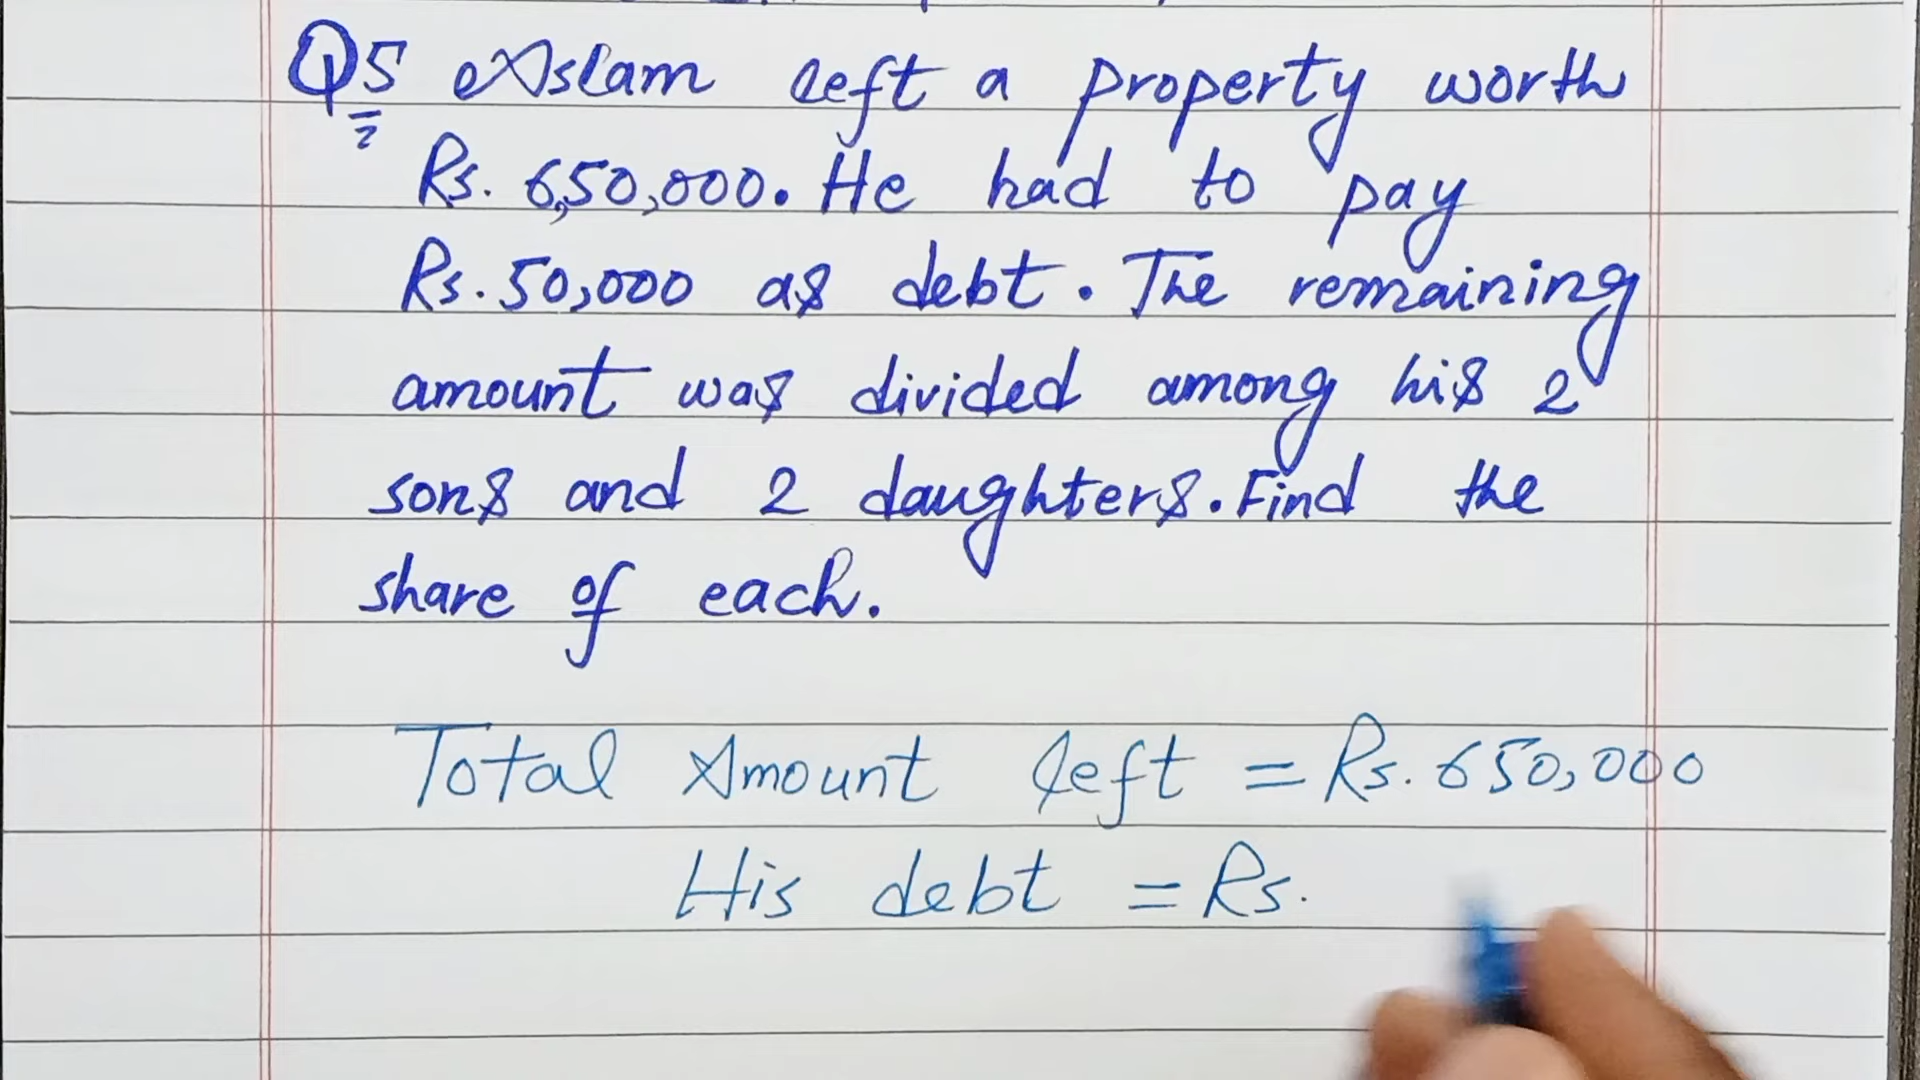 Q5 Aslam left a property worth
Rs. 6,50,000. He had to pay
Rs. 50,000 as debt. The remaining
amount was divided among his 2
sons and 2 daughters. Find the
share of each.
Total Amount left = Rs. 650,000
His debt = Rs.